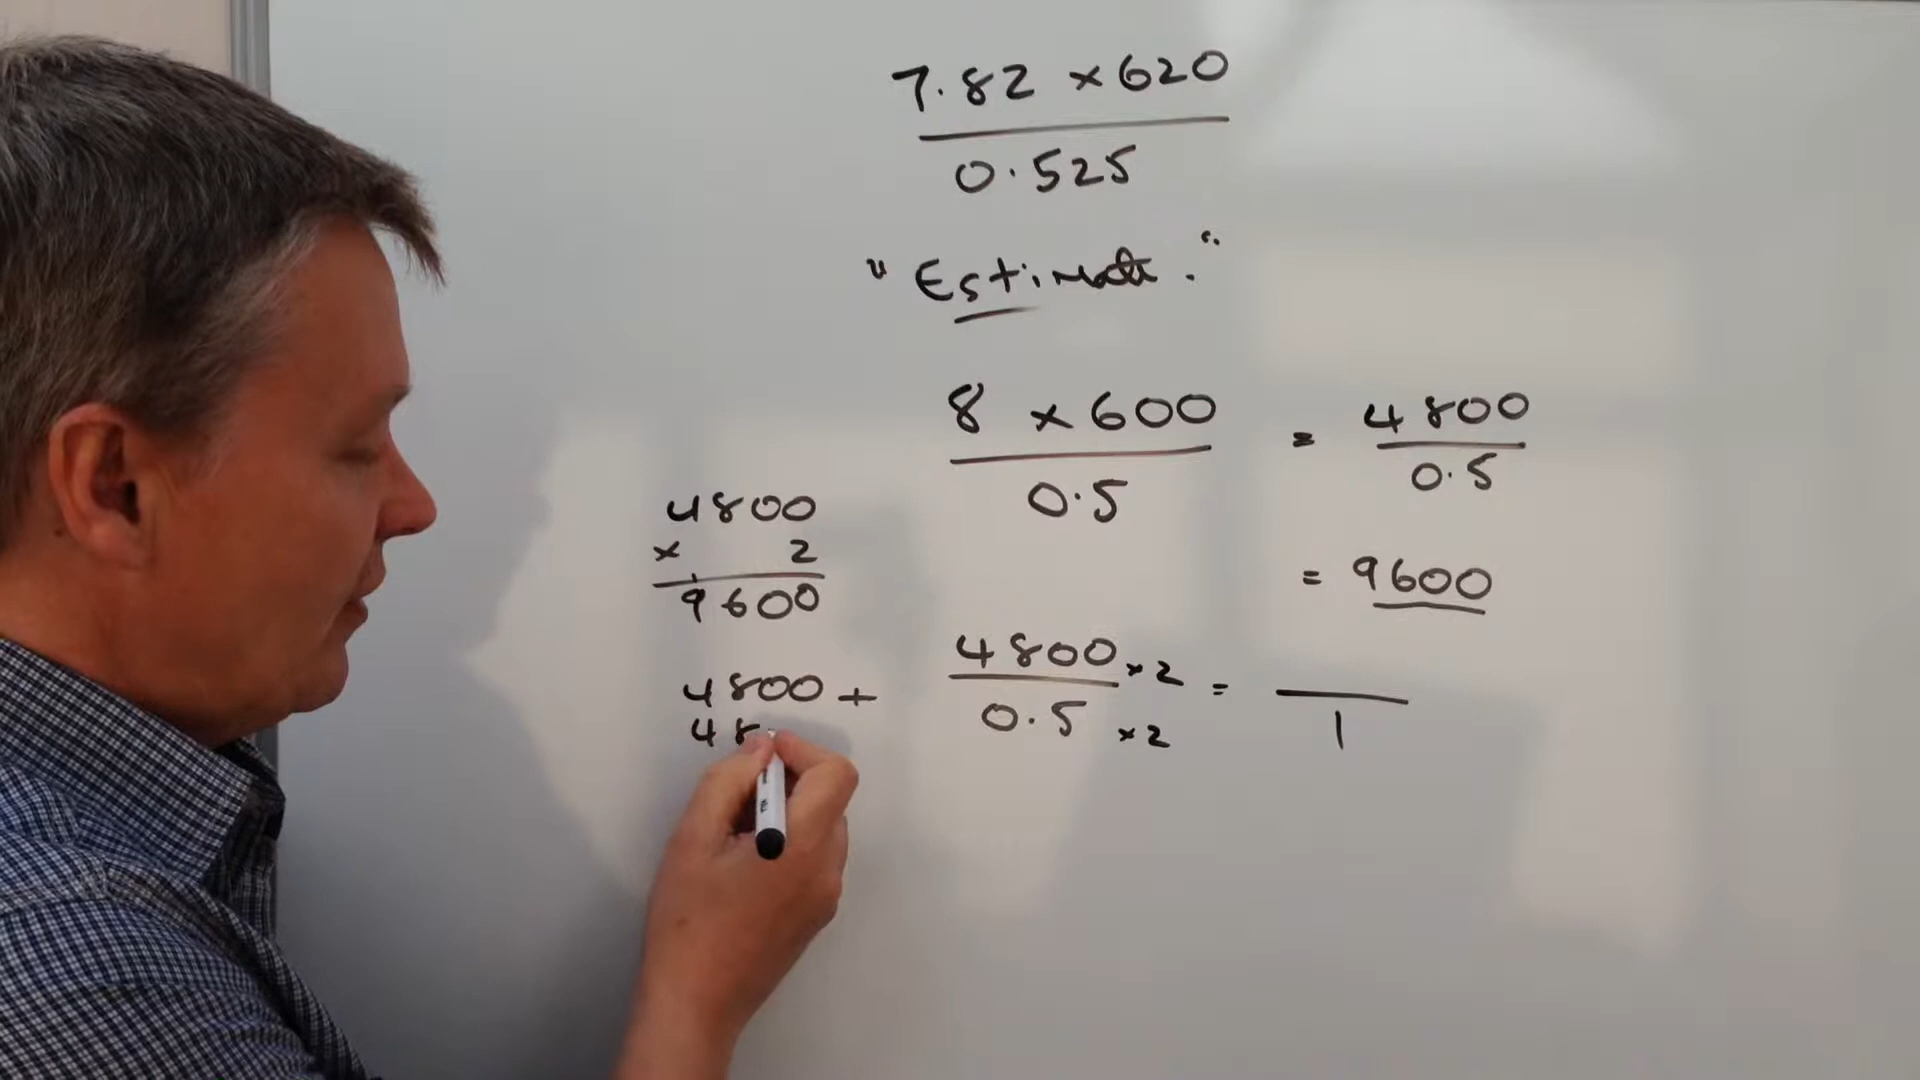 7.82 × 620
0.525
"Estimate."
8 × 600
0.5
= 4800
0.5
= 9600
4800
× 2
1
9600
4800 × 2 =
0.5 × 2
1
4800 +
48